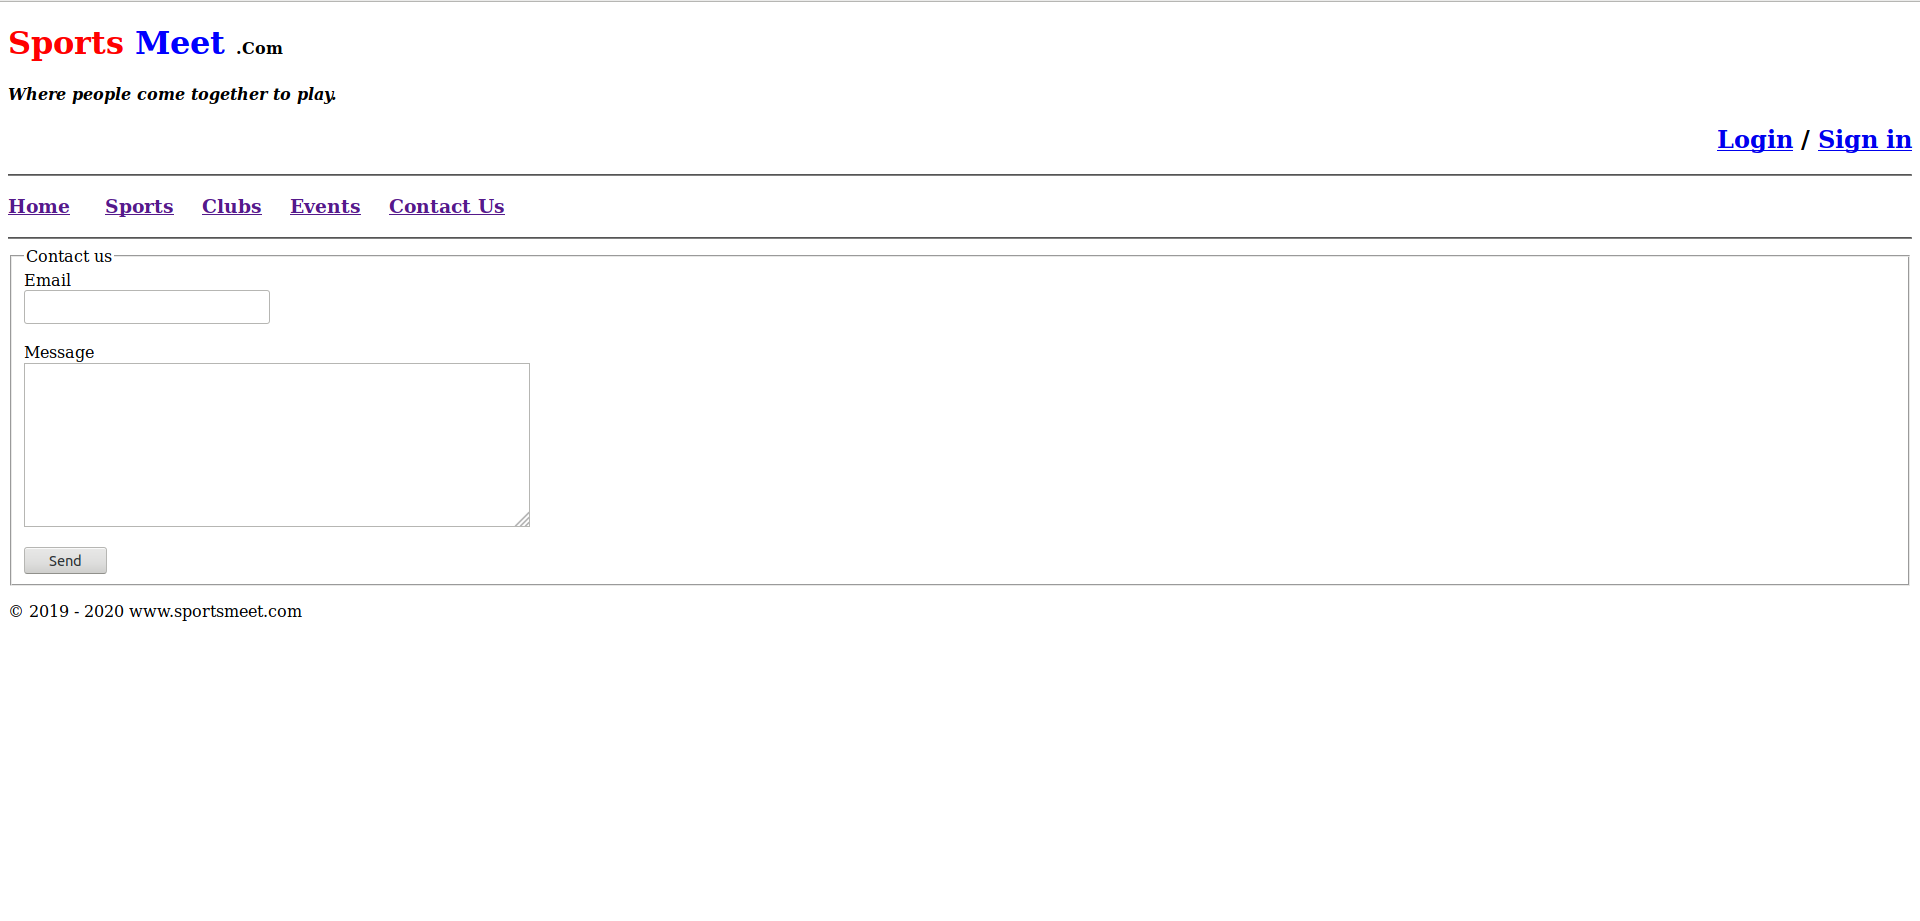 Sports Meet .Com
Where people come together to play.
Login / Sign in
Home Sports Clubs Events Contact Us
Contact us
Email
Message
Send
© 2019 - 2020 www.sportsmeet.com